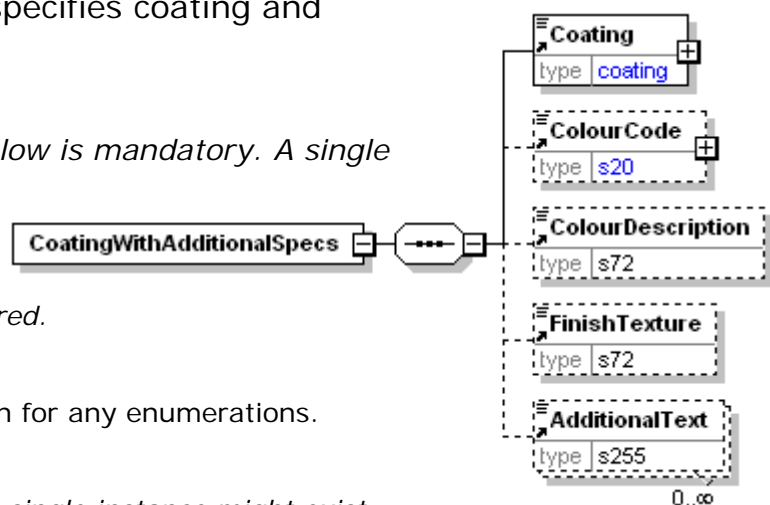 specifies coating and
low is mandatory. A single
red.
n for any enumerations.
single instance might exist
CoatingWithAdditionalSpecs
Coating
type coating
ColourCode
type s20
ColourDescription
type s72
FinishTexture
type s72
AdditionalText
type s255
0..∞